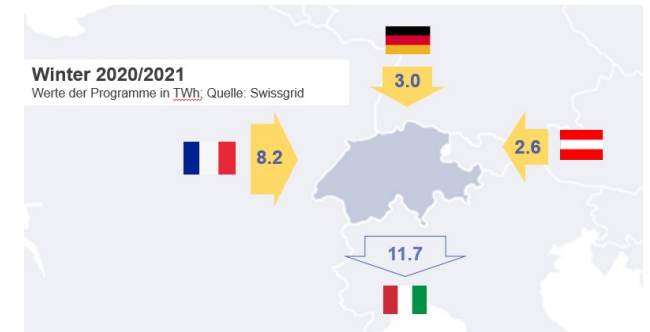 Winter 2020/2021
Werte der Programme in TWh; Quelle: Swissgrid
3.0
8.2
2.6
11.7